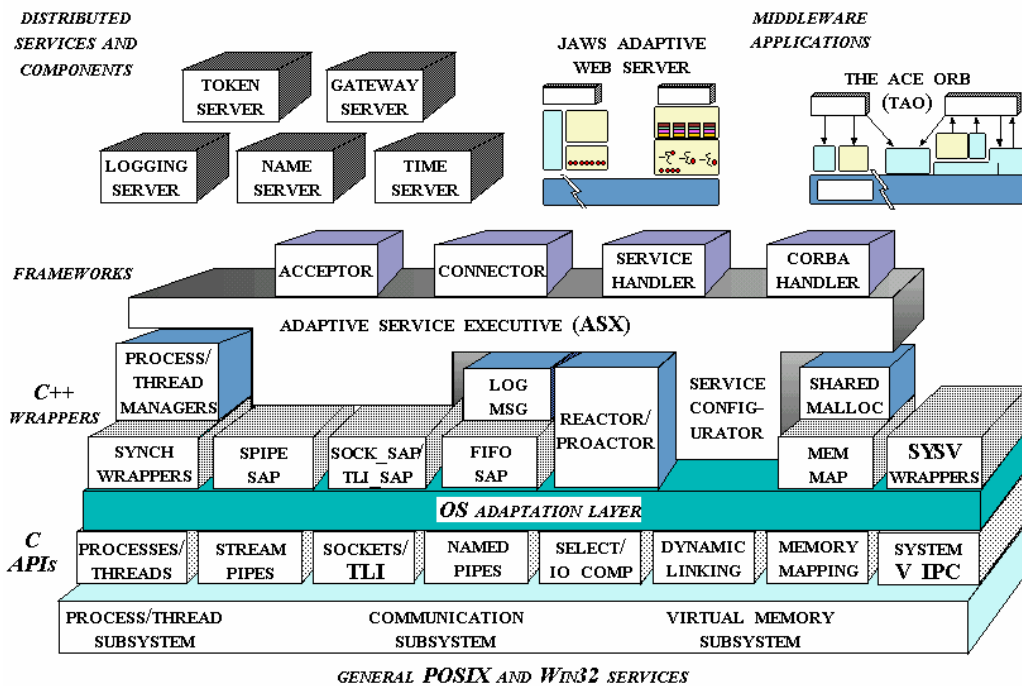 DISTRIBUTED
SERVICES AND
COMPONENTS
TOKEN
SERVER
GATEWAY
SERVER
LOGGING
SERVER
NAME
SERVER
TIME
SERVER
JAWS ADAPTIVE
WEB SERVER
MIDDLEWARE
APPLICATIONS
THE ACE ORB
(TAO)
FRAMEWORKS
ACCEPTOR
CONNECTOR
SERVICE
HANDLER
CORBA
HANDLER
ADAPTIVE SERVICE EXECUTIVE (ASX)
C++
WRAPPERS
PROCESS/
THREAD
MANAGERS
LOG
MSG
REACTOR/
PROACTOR
SERVICE
CONFIG-
URATOR
SHARED
MALLOC
SYNCH
WRAPPERS
SPIPE
SAP
SOCK_SAP/
TLI_SAP
FIFO
SAP
MEM
MAP
SYSV
WRAPPERS
OS ADAPTATION LAYER
C
APIS
PROCESSES/
THREADS
STREAM
PIPES
SOCKETS/
TLI
NAMED
PIPES
SELECT/
IO COMP
DYNAMIC
LINKING
MEMORY
MAPPING
SYSTEM
V IPC
PROCESS/THREAD
SUBSYSTEM
COMMUNICATION
SUBSYSTEM
VIRTUAL MEMORY
SUBSYSTEM
GENERAL POSIX AND WIN32 SERVICES